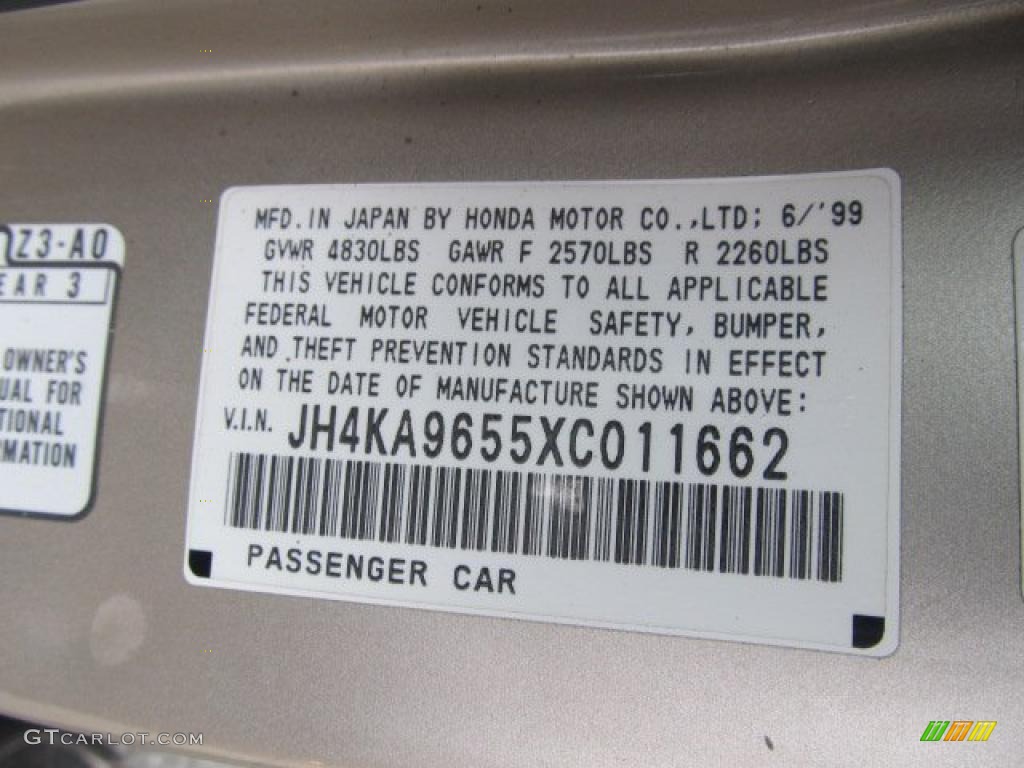 Z3-A0
EAR 3
OWNER'S
UAL FOR
TIONAL
RMATION
MFD. IN JAPAN BY HONDA MOTOR CO.,LTD; 6/'99
GVWR 4830LBS GAWR F 2570LBS R 2260LBS
THIS VEHICLE CONFORMS TO ALL APPLICABLE
FEDERAL MOTOR VEHICLE SAFETY, BUMPER,
AND THEFT PREVENTION STANDARDS IN EFFECT
ON THE DATE OF MANUFACTURE SHOWN ABOVE:
V.I.N. JH4KA9655XC011662
PASSENGER CAR
GTCARLOT.COM